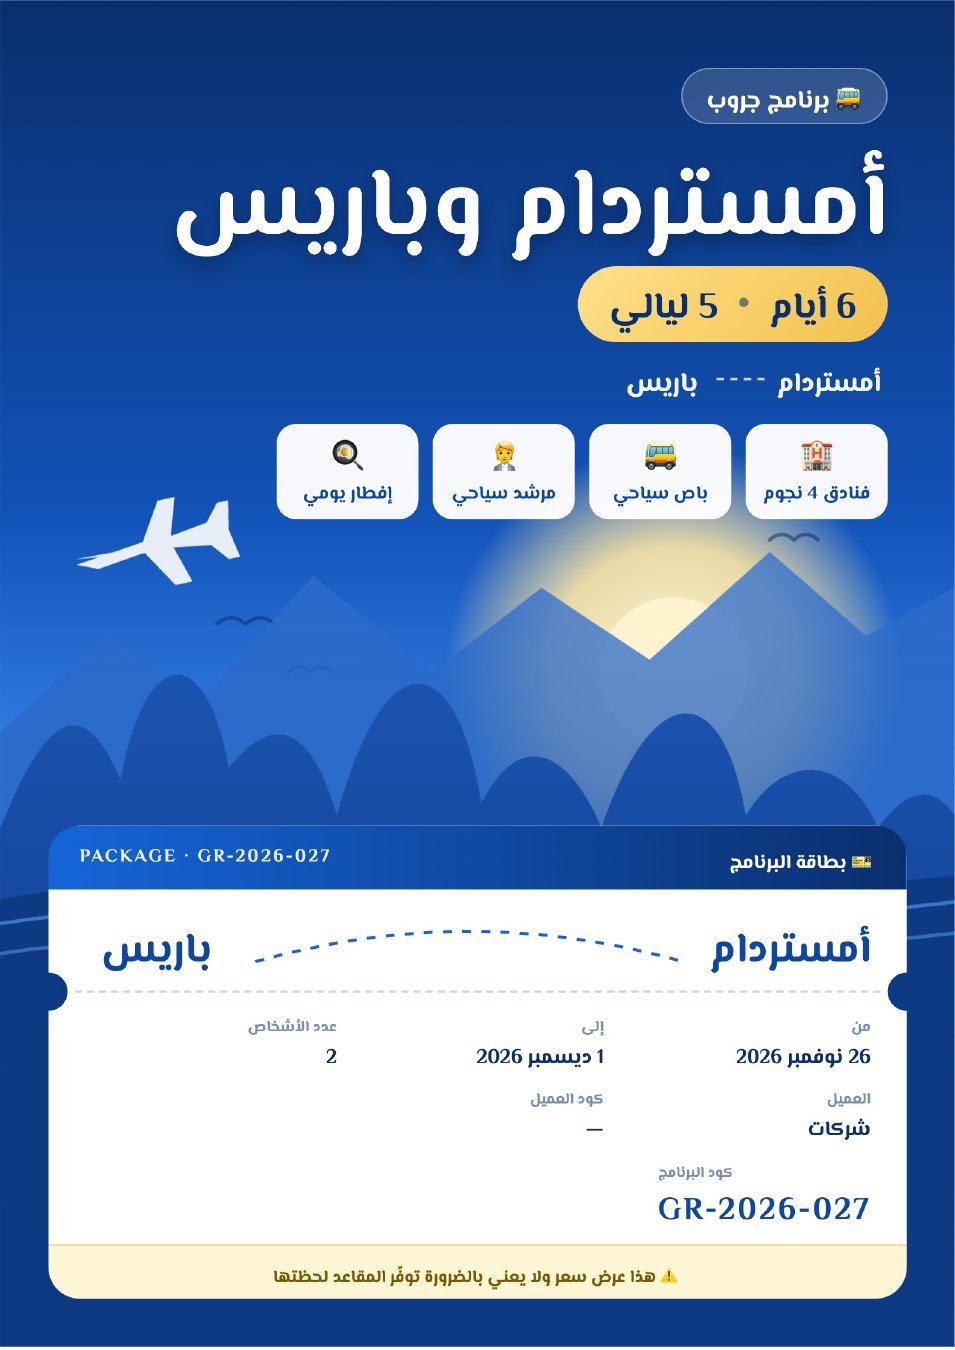 🚌 برنامج جروب
أمستردام وباريس
6 أيام • 5 ليالي
أمستردام ---- باريس
فنادق 4 نجوم
باص سياحي
مرشد سياحي
إفطار يومي
🎫 بطاقة البرنامج
PACKAGE · GR-2026-027
أمستردام باريس
من إلى عدد الأشخاص
26 نوفمبر 2026 1 ديسمبر 2026 2
العميل كود العميل
شركات —
كود البرنامج
GR-2026-027
⚠️ هذا عرض سعر ولا يعني بالضرورة توفّر المقاعد لحظتها